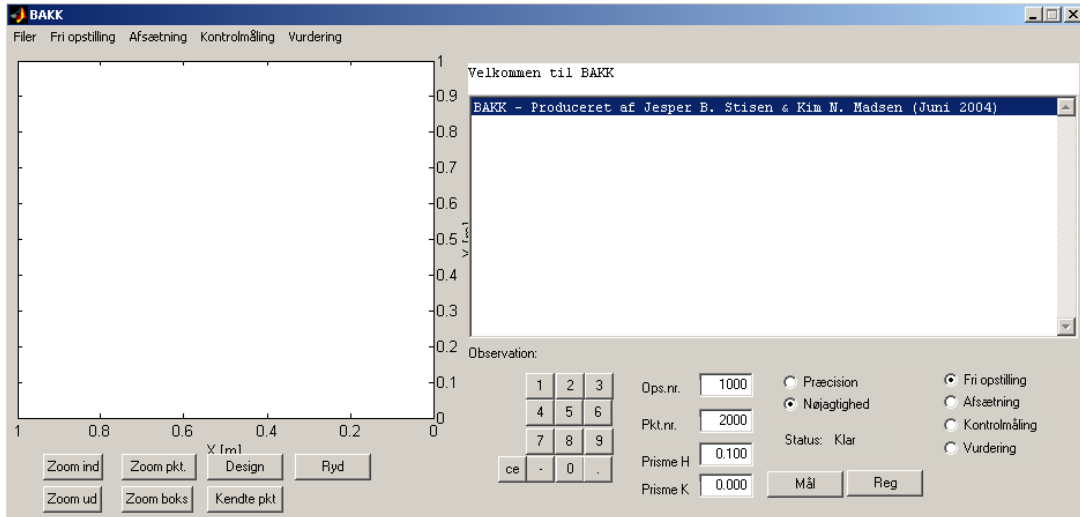 BAKK
Filer Fri opstilling Afsætning Kontrolmåling Vurdering
1
0.9
0.8
0.7
0.6
0.5
0.4
0.3
0.2
0.1
0
1 0.8 0.6 0.4 0.2 0
X [m]
Zoom ind Zoom pkt. Design Ryd
Zoom ud Zoom boks Kendte pkt
Velkommen til BAKK
BAKK - Produceret af Jesper B. Stisen & Kim N. Madsen (Juni 2004)
Observation:
1 2 3
4 5 6
7 8 9
ce - 0 .
Ops.nr. 1000
Pkt.nr. 2000
Prisme H 0.100
Prisme K 0.000
Præcision
Nøjagtighed
Status: Klar
Mål Reg
Fri opstilling
Afsætning
Kontrolmåling
Vurdering